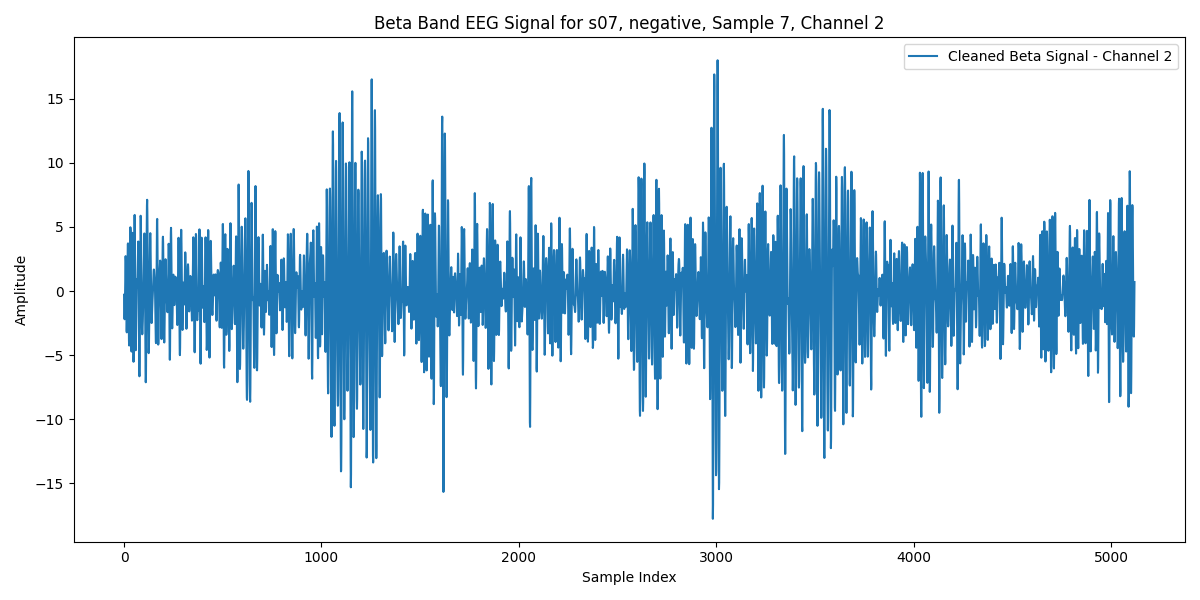 Beta Band EEG Signal for s07, negative, Sample 7, Channel 2
Cleaned Beta Signal - Channel 2
Amplitude
15
10
5
0
−5
−10
−15
0 1000 2000 3000 4000 5000
Sample Index